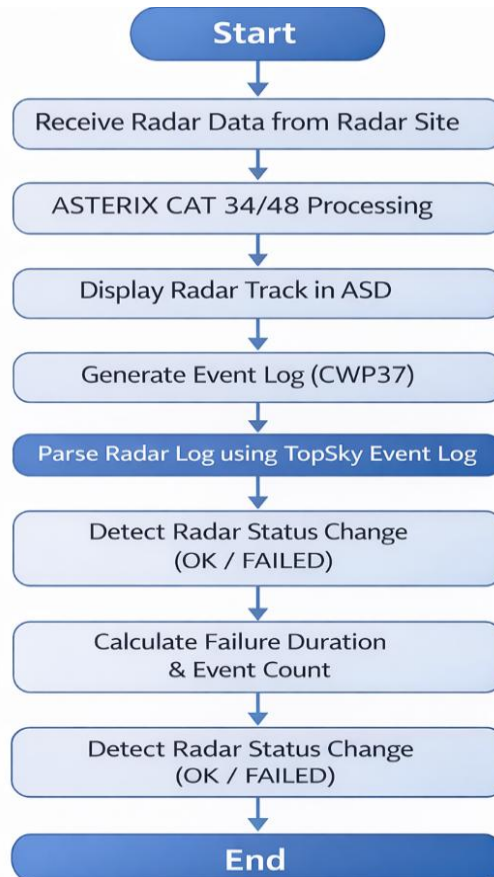 Start
Receive Radar Data from Radar Site
ASTERIX CAT 34/48 Processing
Display Radar Track in ASD
Generate Event Log (CWP37)
Parse Radar Log using TopSky Event Log
Detect Radar Status Change
(OK / FAILED)
Calculate Failure Duration
& Event Count
Detect Radar Status Change
(OK / FAILED)
End